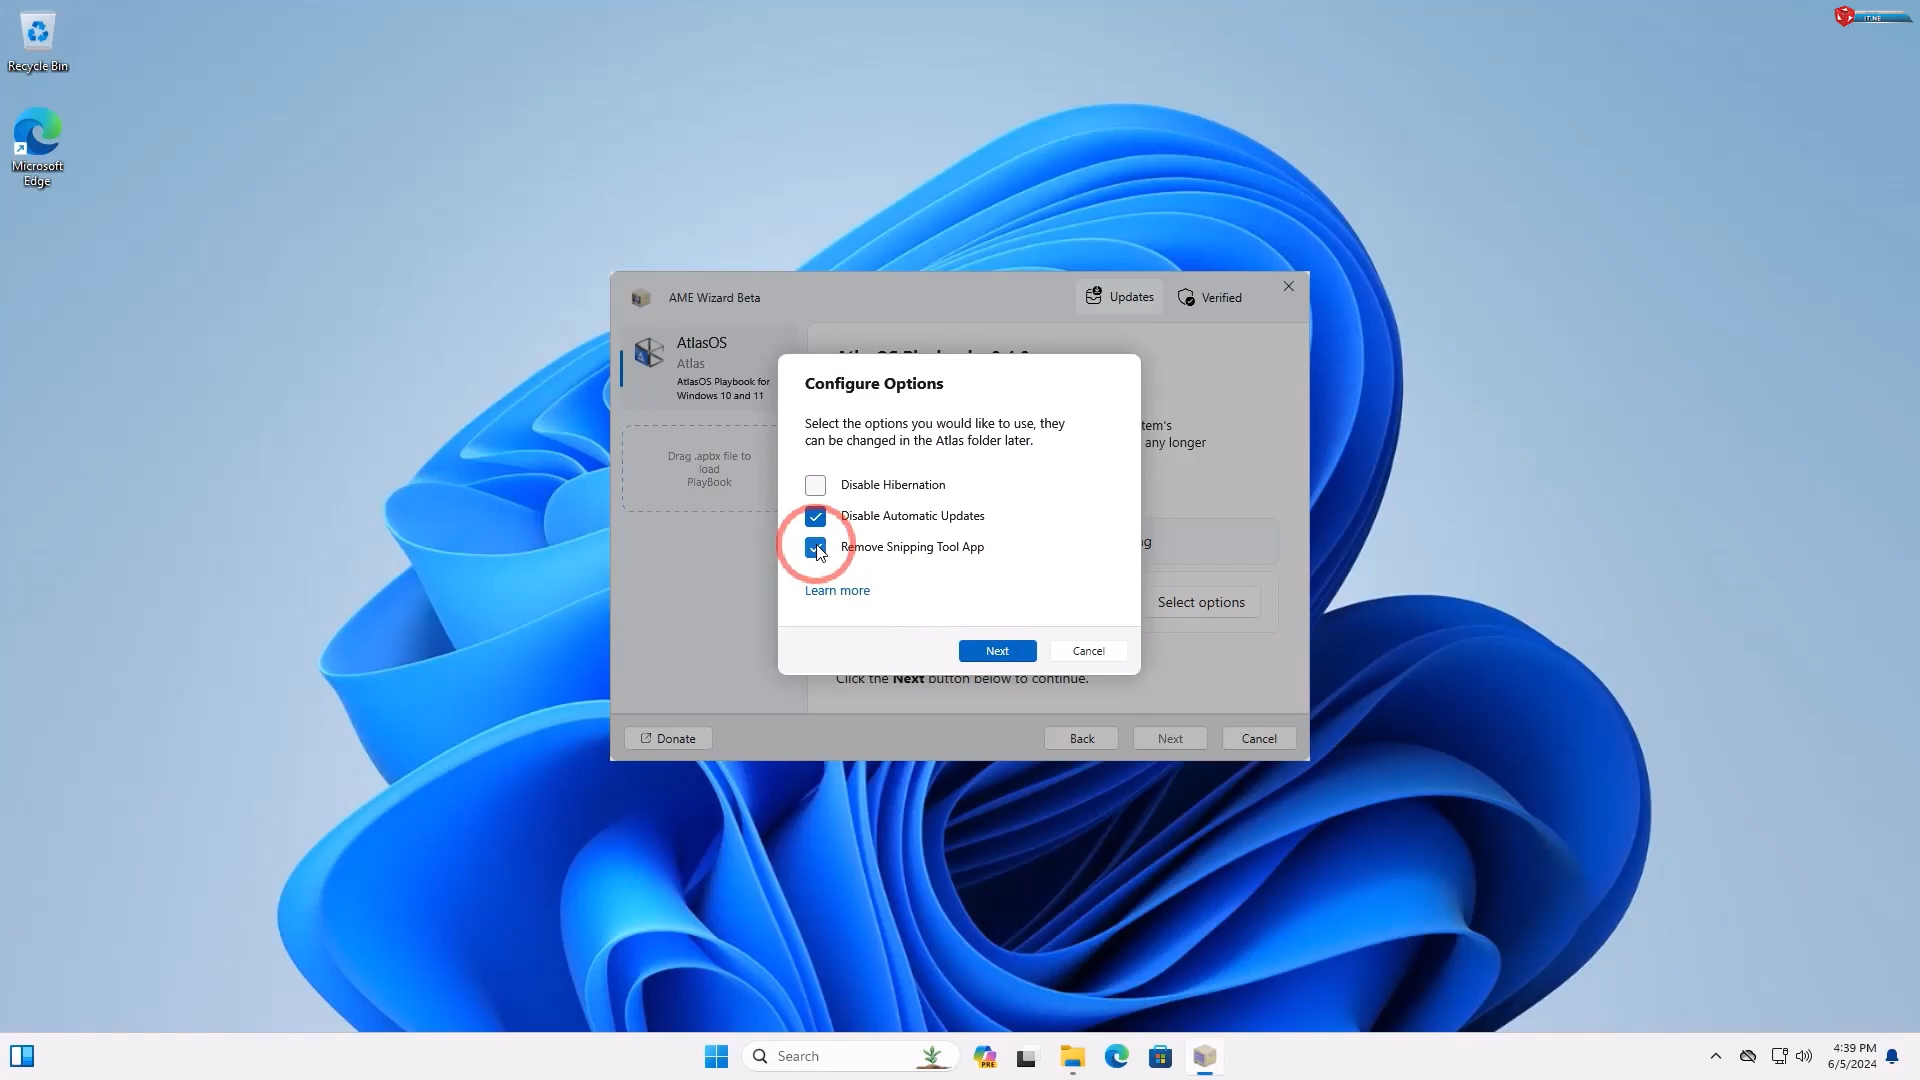 Recycle Bin
Microsoft
Edge
IT.NE
AME Wizard Beta
Updates
Verified
AtlasOS
Atlas
AtlasOS Playbook for
Windows 10 and 11
Drag .apbx file to
load
PlayBook
Configure Options
Select the options you would like to use, they
can be changed in the Atlas folder later.
Disable Hibernation
Disable Automatic Updates
Remove Snipping Tool App
Learn more
Next
Cancel
tem's
any longer
ng
Select options
Click the Next button below to continue.
Donate
Back
Next
Cancel
Search
PRE
4:39 PM
6/5/2024